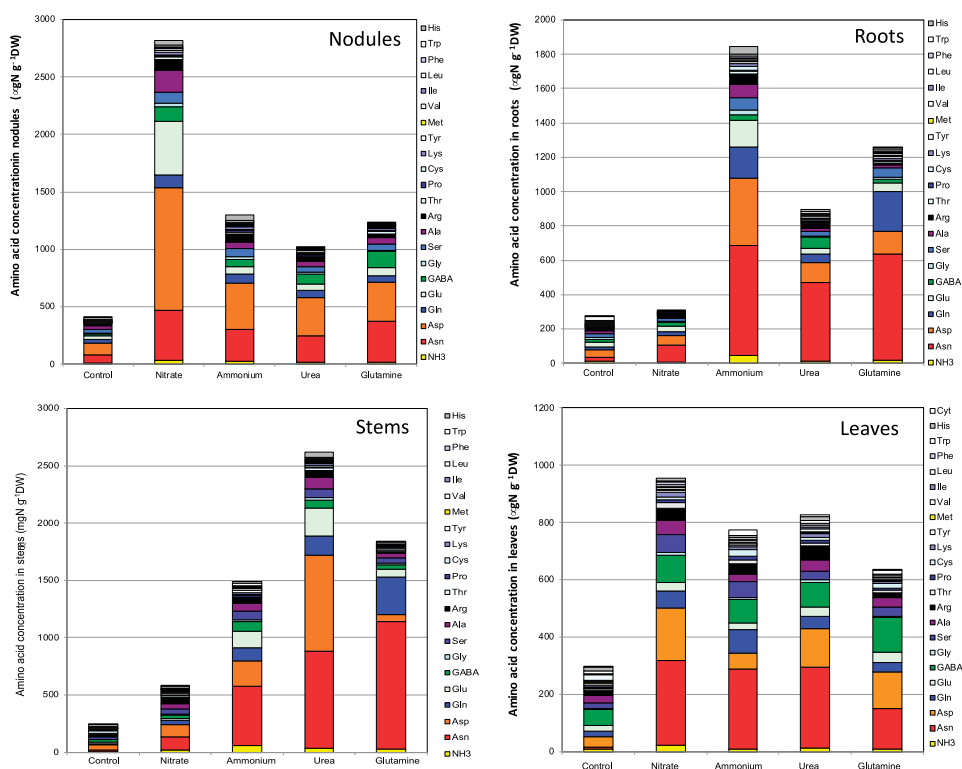 Nodules
Amino acid concentrationin nodules (αgN g⁻¹DW)
3000
2500
2000
1500
1000
500
0
Control Nitrate Ammonium Urea Glutamine
His
Trp
Phe
Leu
Ile
Val
Met
Tyr
Lys
Cys
Pro
Thr
Arg
Ala
Ser
Gly
GABA
Glu
Gln
Asp
Asn
NH3
Roots
Amino acid concentration in roots (αgN g⁻¹DW)
2000
1800
1600
1400
1200
1000
800
600
400
200
0
Control Nitrate Ammonium Urea Glutamine
His
Trp
Phe
Leu
Ile
Val
Met
Tyr
Lys
Cys
Pro
Thr
Arg
Ala
Ser
Gly
GABA
Glu
Gln
Asp
Asn
NH3
Stems
Amino acid concentration in stems (mgN g⁻¹DW)
3000
2500
2000
1500
1000
500
0
Control Nitrate Ammonium Urea Glutamine
His
Trp
Phe
Leu
Ile
Val
Met
Tyr
Lys
Cys
Pro
Thr
Arg
Ala
Ser
Gly
GABA
Glu
Gln
Asp
Asn
NH3
Leaves
Amino acid concentration in leaves (αgN g⁻¹DW)
1200
1000
800
600
400
200
0
Control Nitrate Ammonium Urea Glutamine
Cyt
His
Trp
Phe
Leu
Ile
Val
Met
Tyr
Lys
Cys
Pro
Thr
Arg
Ala
Ser
Gly
GABA
Glu
Gln
Asp
Asn
NH3